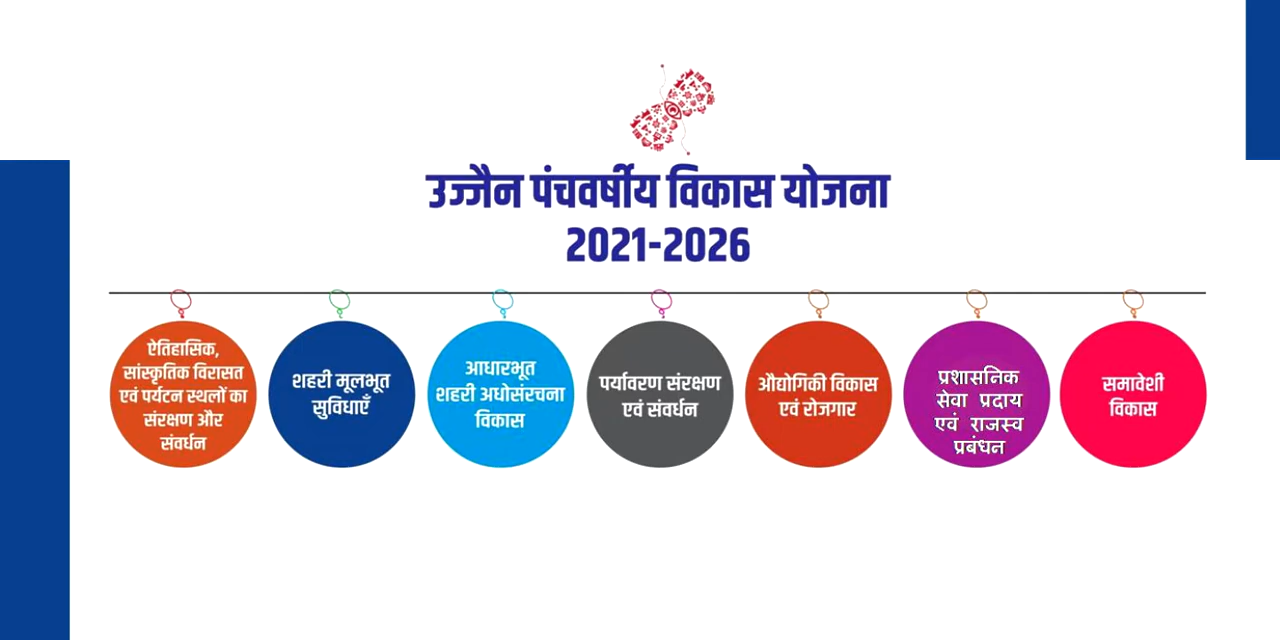 उज्जैन पंचवर्षीय विकास योजना
2021-2026
ऐतिहासिक,
सांस्कृतिक विरासत
एवं पर्यटन स्थलों का
संरक्षण और
संवर्धन
शहरी मूलभूत
सुविधाएँ
आधारभूत
शहरी अधोसंरचना
विकास
पर्यावरण संरक्षण
एवं संवर्धन
औद्योगिकी विकास
एवं रोजगार
प्रशासनिक
सेवा प्रदाय
एवं राजस्व
प्रबंधन
समावेशी
विकास